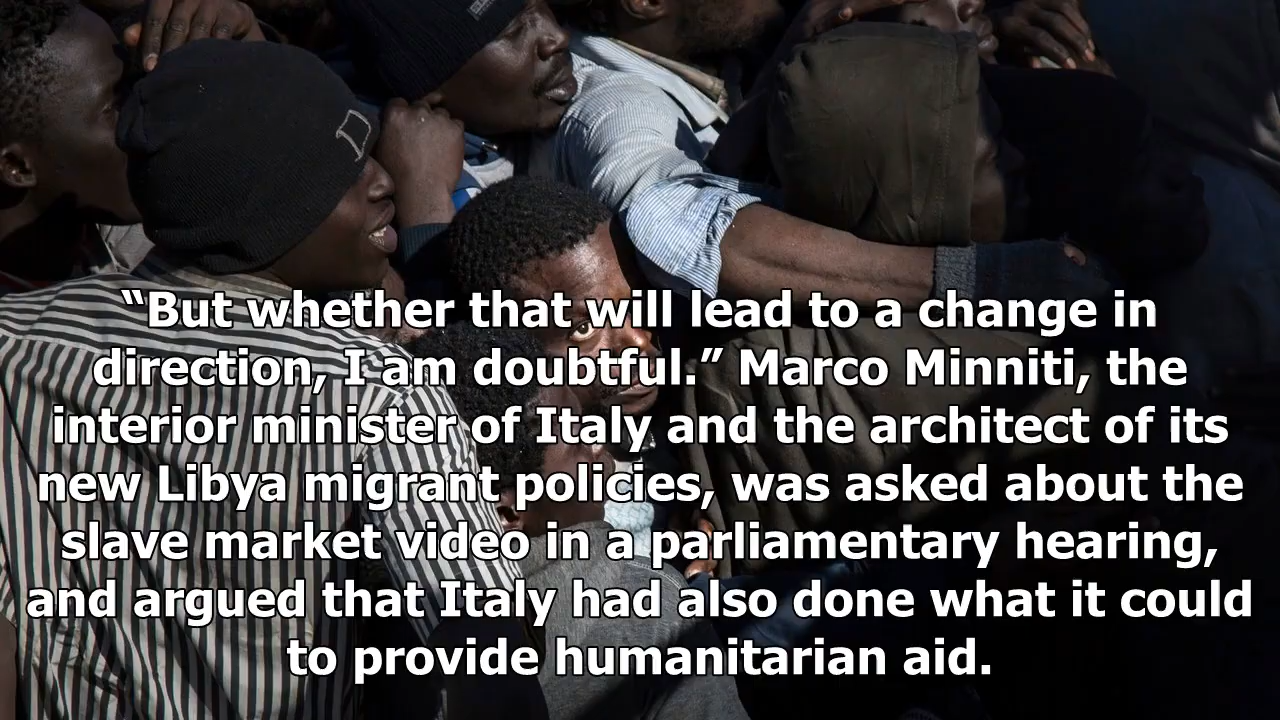 “But whether that will lead to a change in
direction, I am doubtful.” Marco Minniti, the
interior minister of Italy and the architect of its
new Libya migrant policies, was asked about the
slave market video in a parliamentary hearing,
and argued that Italy had also done what it could
to provide humanitarian aid.